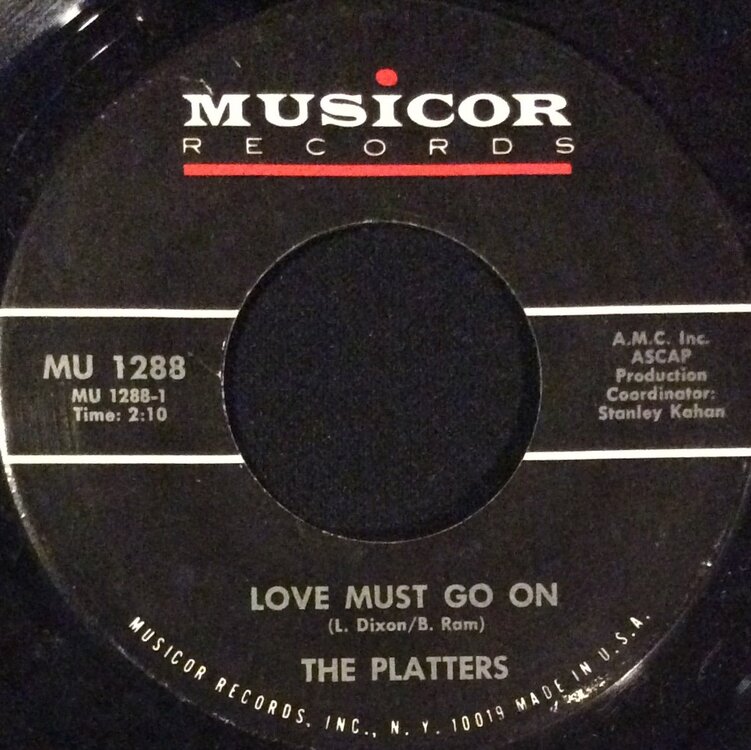 MUSiCOR
RECORDS
MU 1288
MU 1288-1
Time: 2:10
A.M.C. Inc.
ASCAP
Production
Coordinator:
Stanley Kahan
LOVE MUST GO ON
(L. Dixon/B. Ram)
THE PLATTERS
MUSICOR RECORDS, INC., N. Y. 10019 MADE IN U.S.A.